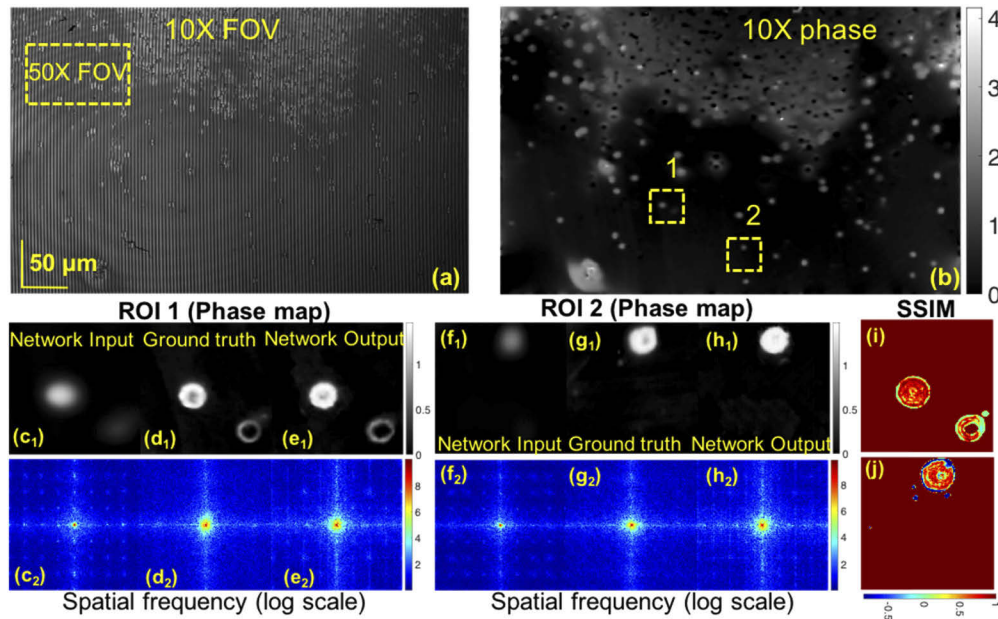 10X FOV
50X FOV
50 µm
(a)
10X phase
1
2
(b)
4
3
2
1
0
ROI 1 (Phase map)
Network Input Ground truth Network Output
(c₁) (d₁) (e₁)
1
0.5
0
(c₂) (d₂) (e₂)
8
6
4
2
Spatial frequency (log scale)
ROI 2 (Phase map)
(f₁) (g₁) (h₁)
Network Input Ground truth Network Output
1
0.5
0
(f₂) (g₂) (h₂)
8
6
4
2
Spatial frequency (log scale)
SSIM
(i)
(j)
-0.5 0 0.5 1